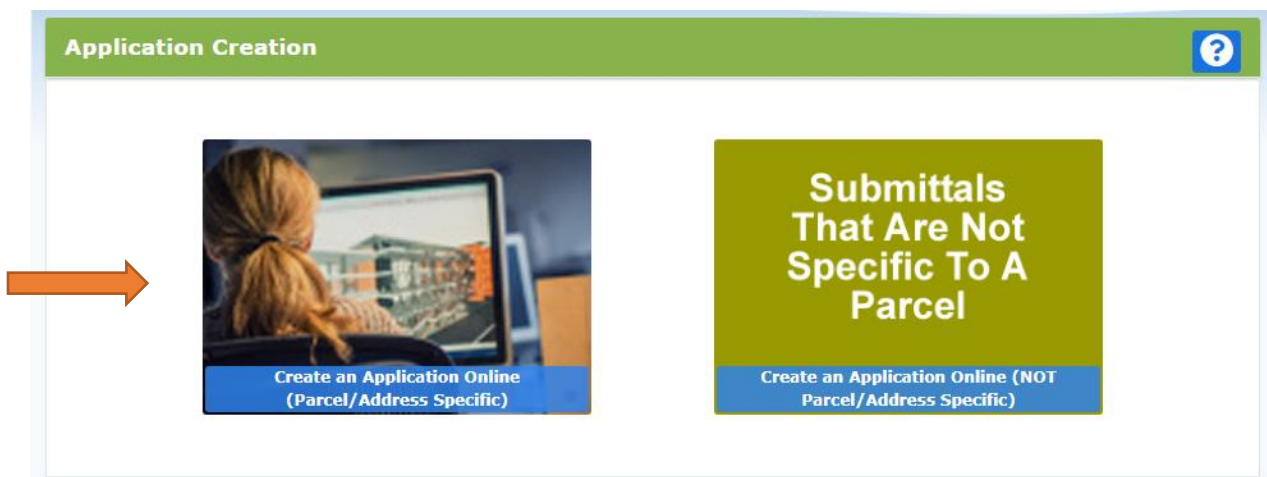 Application Creation
?
Create an Application Online
(Parcel/Address Specific)
Submittals
That Are Not
Specific To A
Parcel
Create an Application Online (NOT
Parcel/Address Specific)